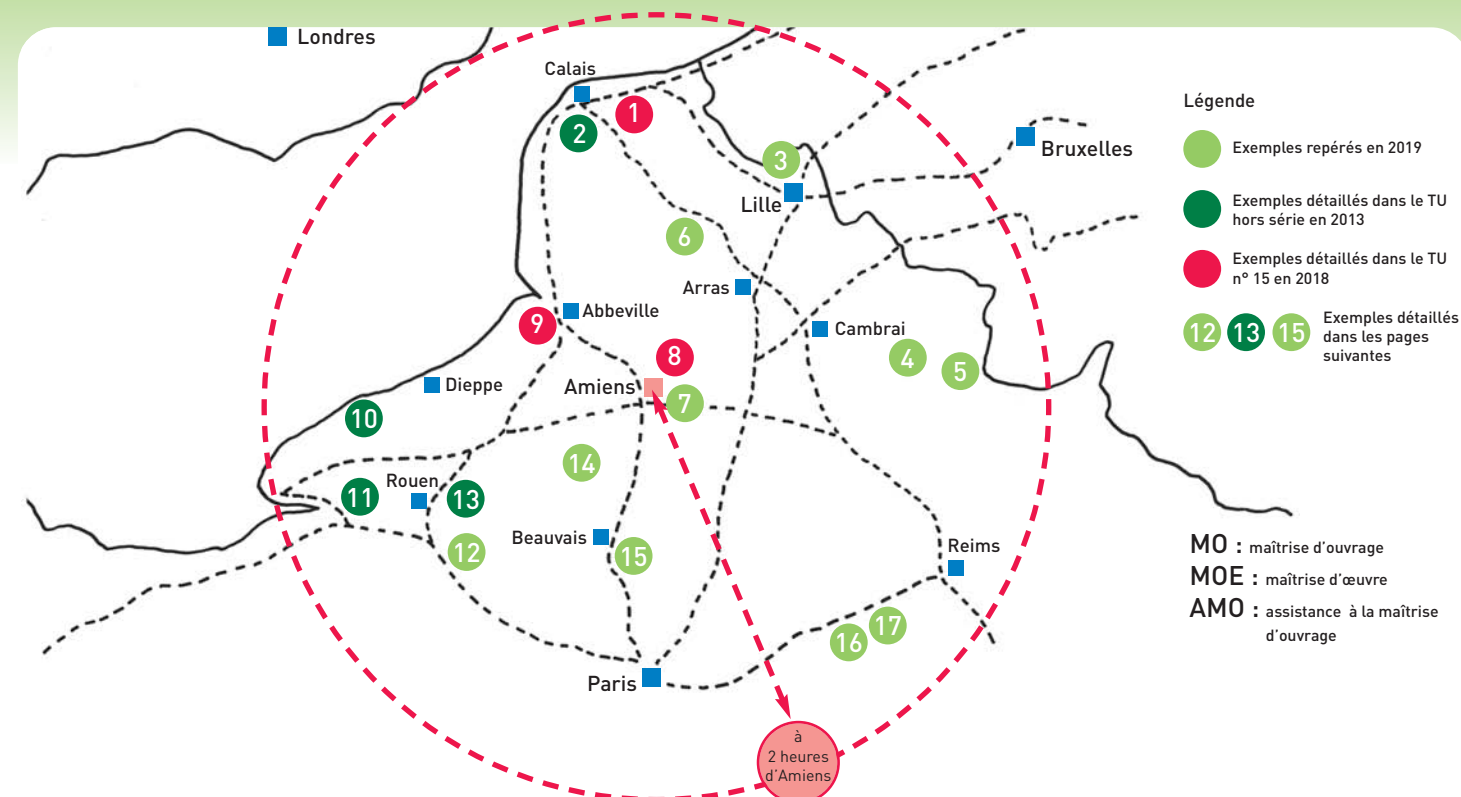 Londres
Calais
1
2
Bruxelles
3
Lille
6
Arras
Abbeville
9
Cambrai
8
4
5
Dieppe
Amiens
7
10
14
Rouen
11
13
12
Beauvais
15
Reims
16
17
Paris
à
2 heures
d'Amiens
Légende
Exemples repérés en 2019
Exemples détaillés dans le TU
hors série en 2013
Exemples détaillés dans le TU
n° 15 en 2018
12 13 15
Exemples détaillés
dans les pages
suivantes
MO : maîtrise d'ouvrage
MOE : maîtrise d'œuvre
AMO : assistance à la maîtrise
d'ouvrage